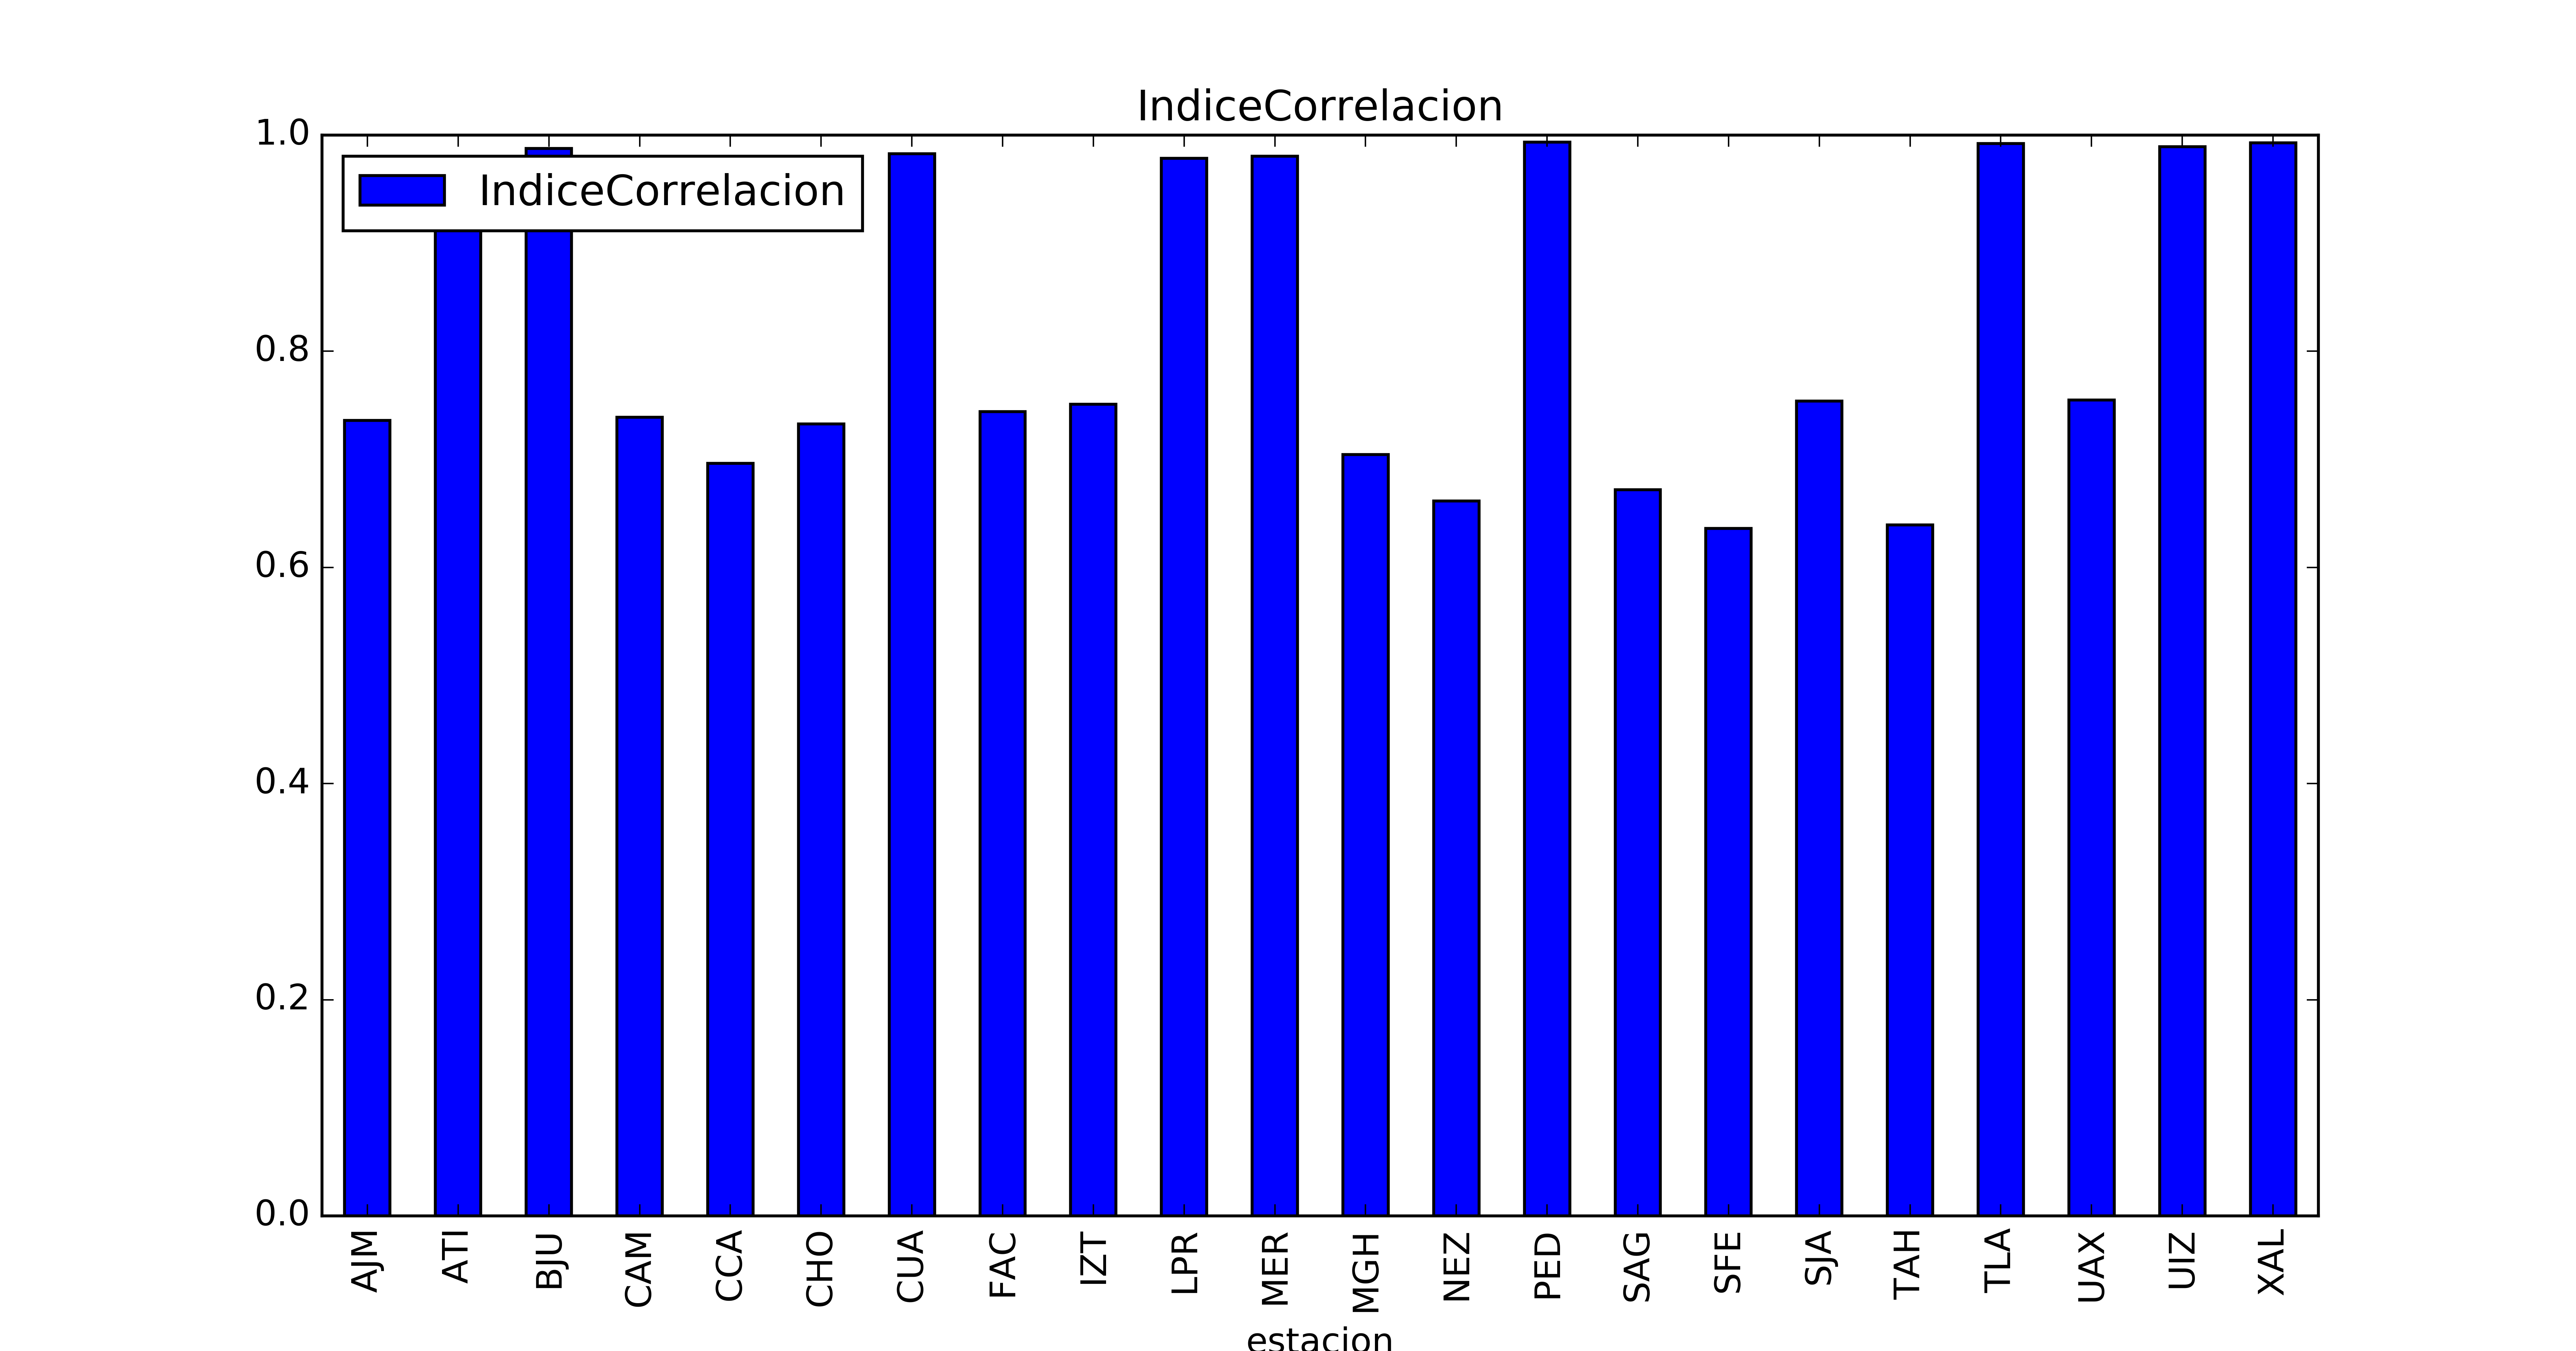 IndiceCorrelacion
IndiceCorrelacion
1.0
0.8
0.6
0.4
0.2
0.0
AJM
ATI
BJU
CAM
CCA
CHO
CUA
FAC
IZT
LPR
MER
MGH
NEZ
PED
SAG
SFE
SJA
TAH
TLA
UAX
UIZ
XAL
estacion